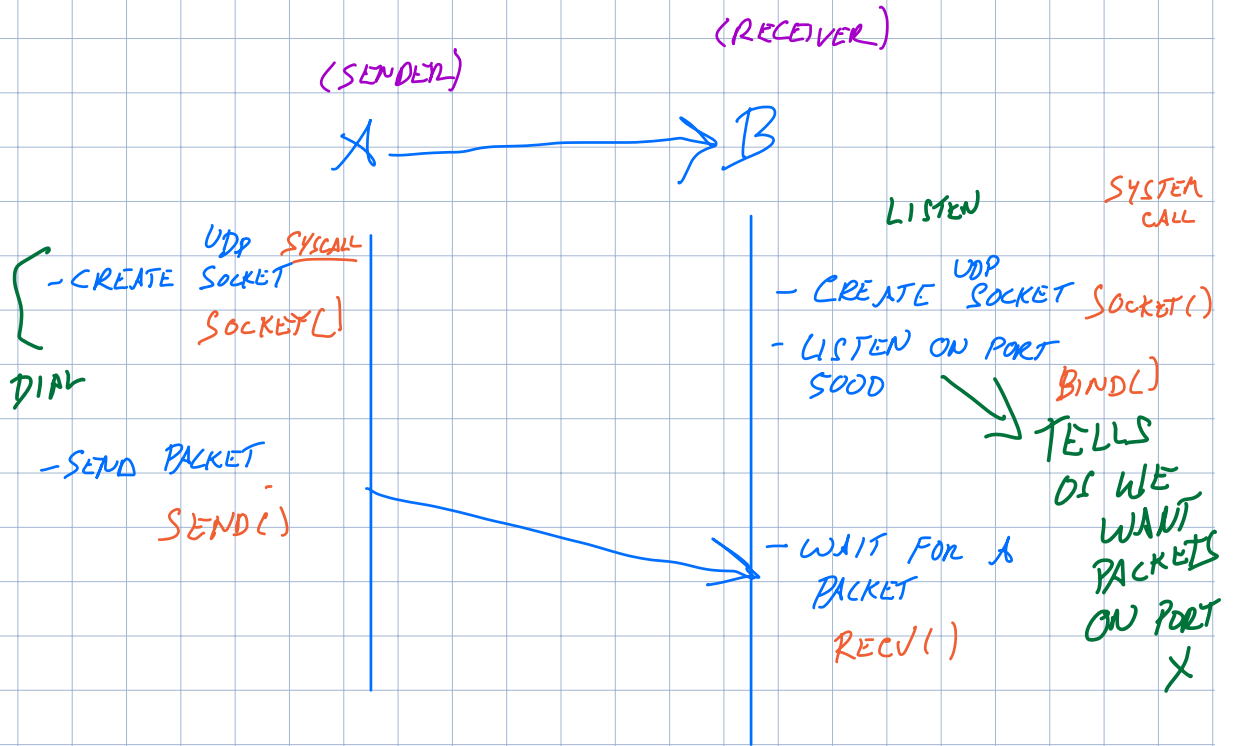 (RECEIVER)
(SENDER)
A
B
SYSTEM
CALL
LISTEN
UDP SYSCALL
- CREATE SOCKET
SOCKET()
DIAL
UDP
- CREATE SOCKET SOCKET()
- LISTEN ON PORT
5000
BIND()
TELLS
OS WE
WANT
PACKETS
ON PORT
X
- SEND PACKET
SEND()
- WAIT FOR A
PACKET
RECV()